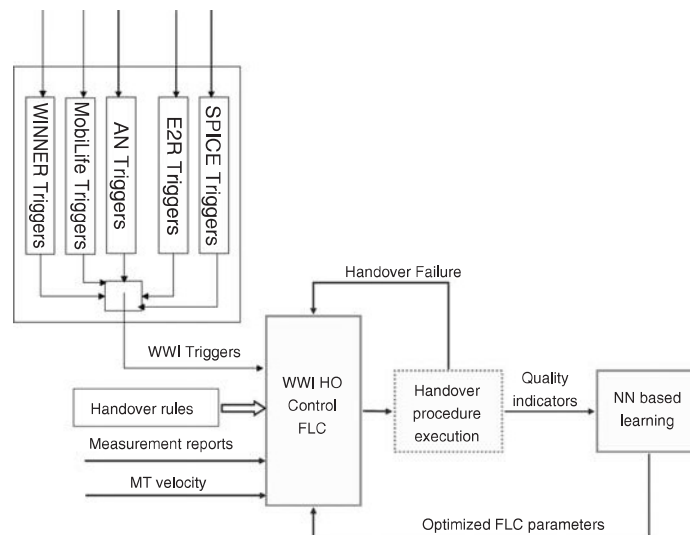 WINNER Triggers
MobiLife Triggers
AN Triggers
E2R Triggers
SPICE Triggers
Handover Failure
WWI Triggers
WWI HO
Control
FLC
Handover
procedure
execution
Quality
indicators
NN based
learning
Handover rules
Measurement reports
MT velocity
Optimized FLC parameters